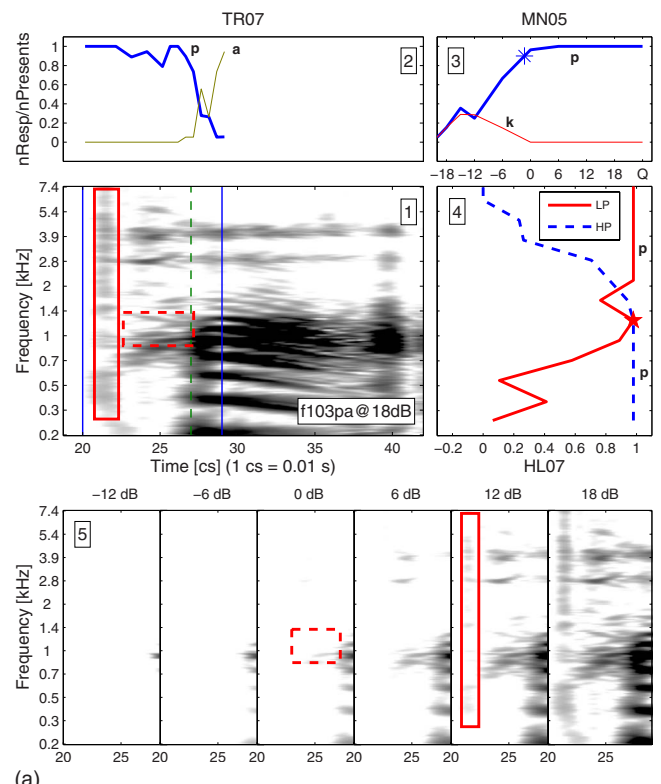 TR07 MN05
nResp/nPresents
1
0.8
0.6
0.4
0.2
0
p a
2
3
p
k
−18 −12 −6 0 6 12 18 Q
Frequency [kHz]
7.4
5.4
3.9
2.8
2
1.4
1
0.7
0.5
0.3
0.2
1
f103pa@18dB
20 25 30 35 40
Time [cs] (1 cs = 0.01 s)
4
LP
HP
p
p
−0.2 0 0.2 0.4 0.6 0.8 1
HL07
−12 dB −6 dB 0 dB 6 dB 12 dB 18 dB
5
Frequency [kHz]
7.4
5.4
3.9
2.8
2
1.4
1
0.7
0.5
0.3
0.2
20 25 20 25 20 25 20 25 20 25 20 25
(a)